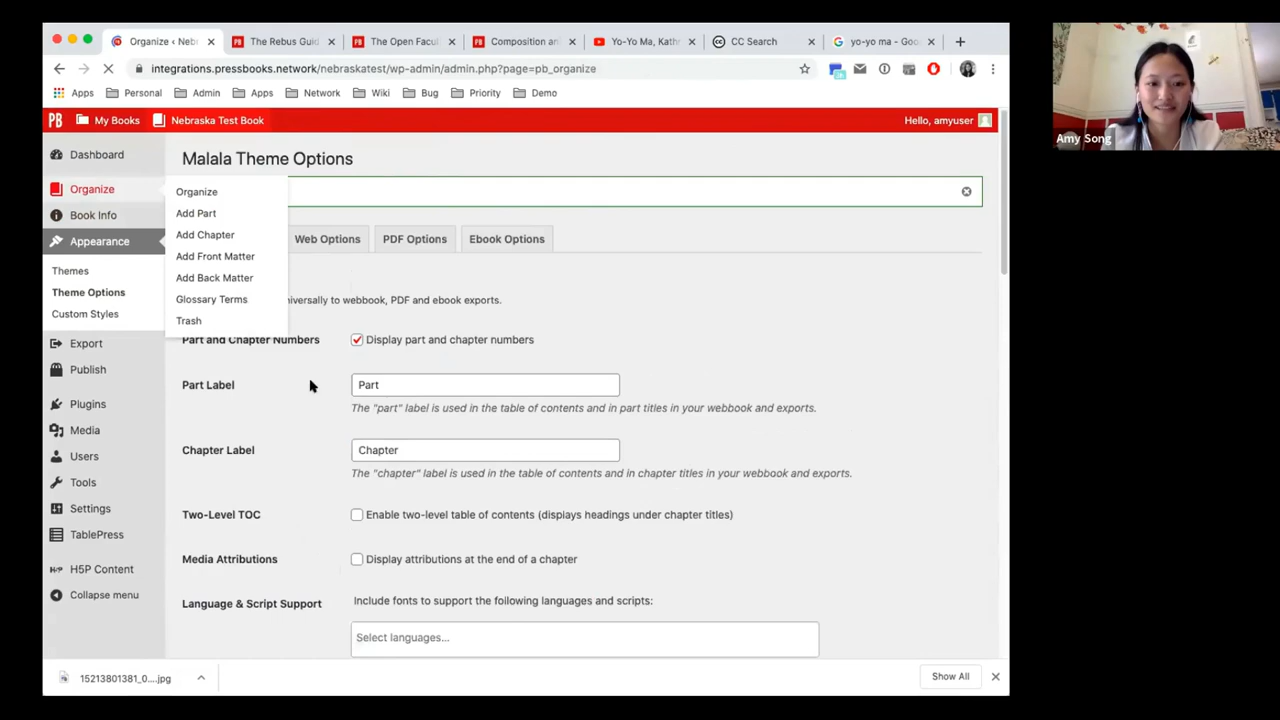 Organize ‹ Neb
The Rebus Guid
The Open Facul
Composition an
Yo-Yo Ma, Kathr
CC Search
yo-yo ma - Goo
integrations.pressbooks.network/nebraskatest/wp-admin/admin.php?page=pb_organize
Apps
Personal
Admin
Apps
Network
Wiki
Bug
Priority
Demo
PB
My Books
Nebraska Test Book
Hello, amyuser
Amy Song
Dashboard
Organize
Book Info
Appearance
Themes
Theme Options
Custom Styles
Export
Publish
Plugins
Media
Users
Tools
Settings
TablePress
H5P Content
Collapse menu
Organize
Add Part
Add Chapter
Add Front Matter
Add Back Matter
Glossary Terms
Trash
Malala Theme Options
Web Options
PDF Options
Ebook Options
niversally to webbook, PDF and ebook exports.
Part and Chapter Numbers
Display part and chapter numbers
Part Label
Part
The "part" label is used in the table of contents and in part titles in your webbook and exports.
Chapter Label
Chapter
The "chapter" label is used in the table of contents and in chapter titles in your webbook and exports.
Two-Level TOC
Enable two-level table of contents (displays headings under chapter titles)
Media Attributions
Display attributions at the end of a chapter
Language & Script Support
Include fonts to support the following languages and scripts:
Select languages...
15213801381_0....jpg
Show All